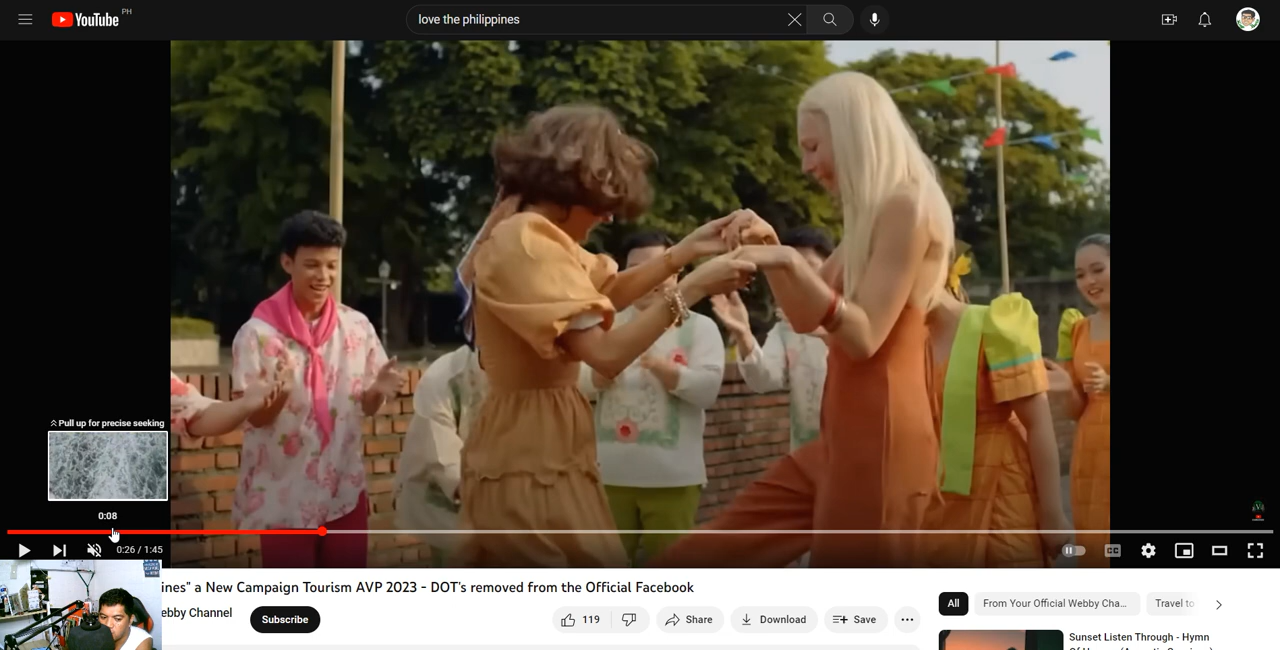 YouTube PH
love the philippines
Pull up for precise seeking
0:08
0:26 / 1:45
CC
ines" a New Campaign Tourism AVP 2023 - DOT's removed from the Official Facebook
ebby Channel
Subscribe
119
Share
Download
Save
All
From Your Official Webby Cha...
Travel to
Sunset Listen Through - Hymn